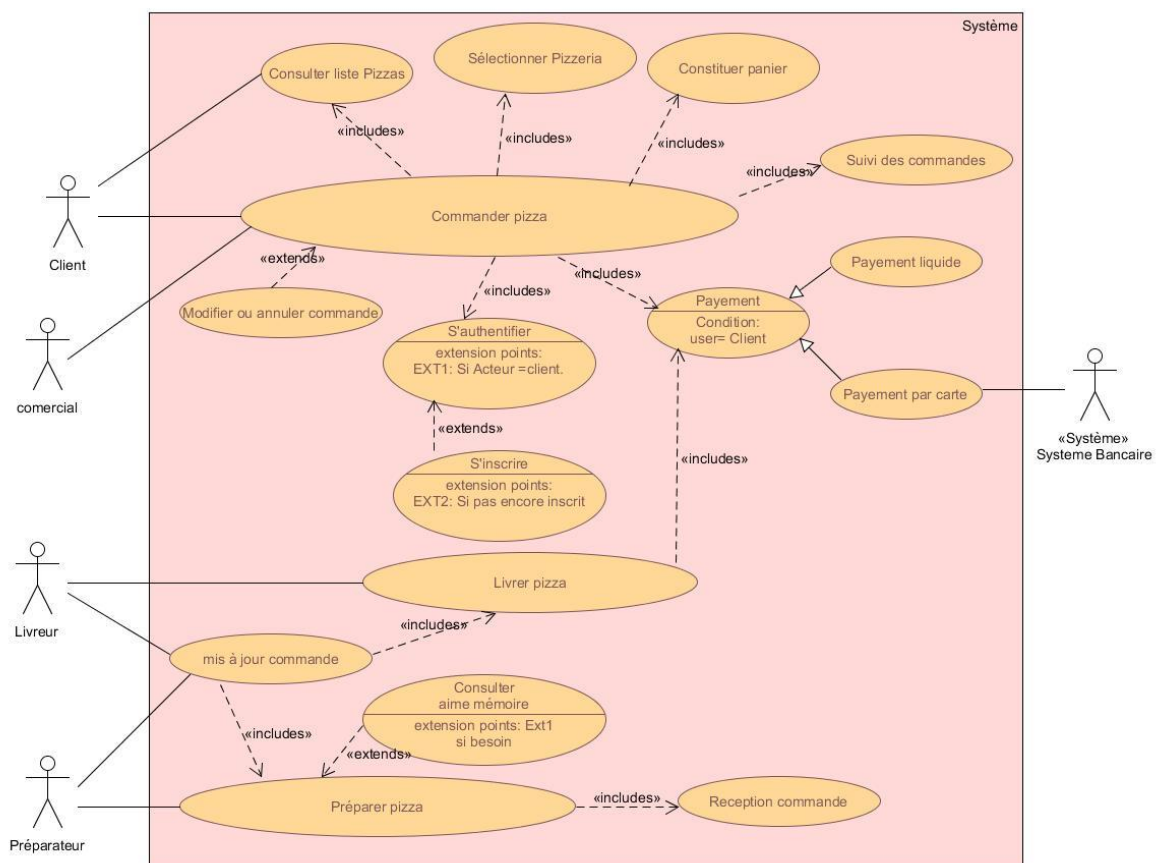 Système
Consulter liste Pizzas
Sélectionner Pizzeria
Constituer panier
«includes»
«includes»
«includes»
Suivi des commandes
«includes»
Client
Commander pizza
«extends»
Modifier ou annuler commande
«includes»
«includes»
Payement liquide
Payement
Condition:
user= Client
comercial
S'authentifier
extension points:
EXT1: Si Acteur =client.
Payement par carte
«Système»
Systeme Bancaire
«extends»
S'inscrire
extension points:
EXT2: Si pas encore inscrit
«includes»
Livreur
Livrer pizza
«includes»
mis à jour commande
Consulter
aime mémoire
extension points: Ext1
si besoin
«includes»
«extends»
Préparateur
Préparer pizza
«includes»
Reception commande